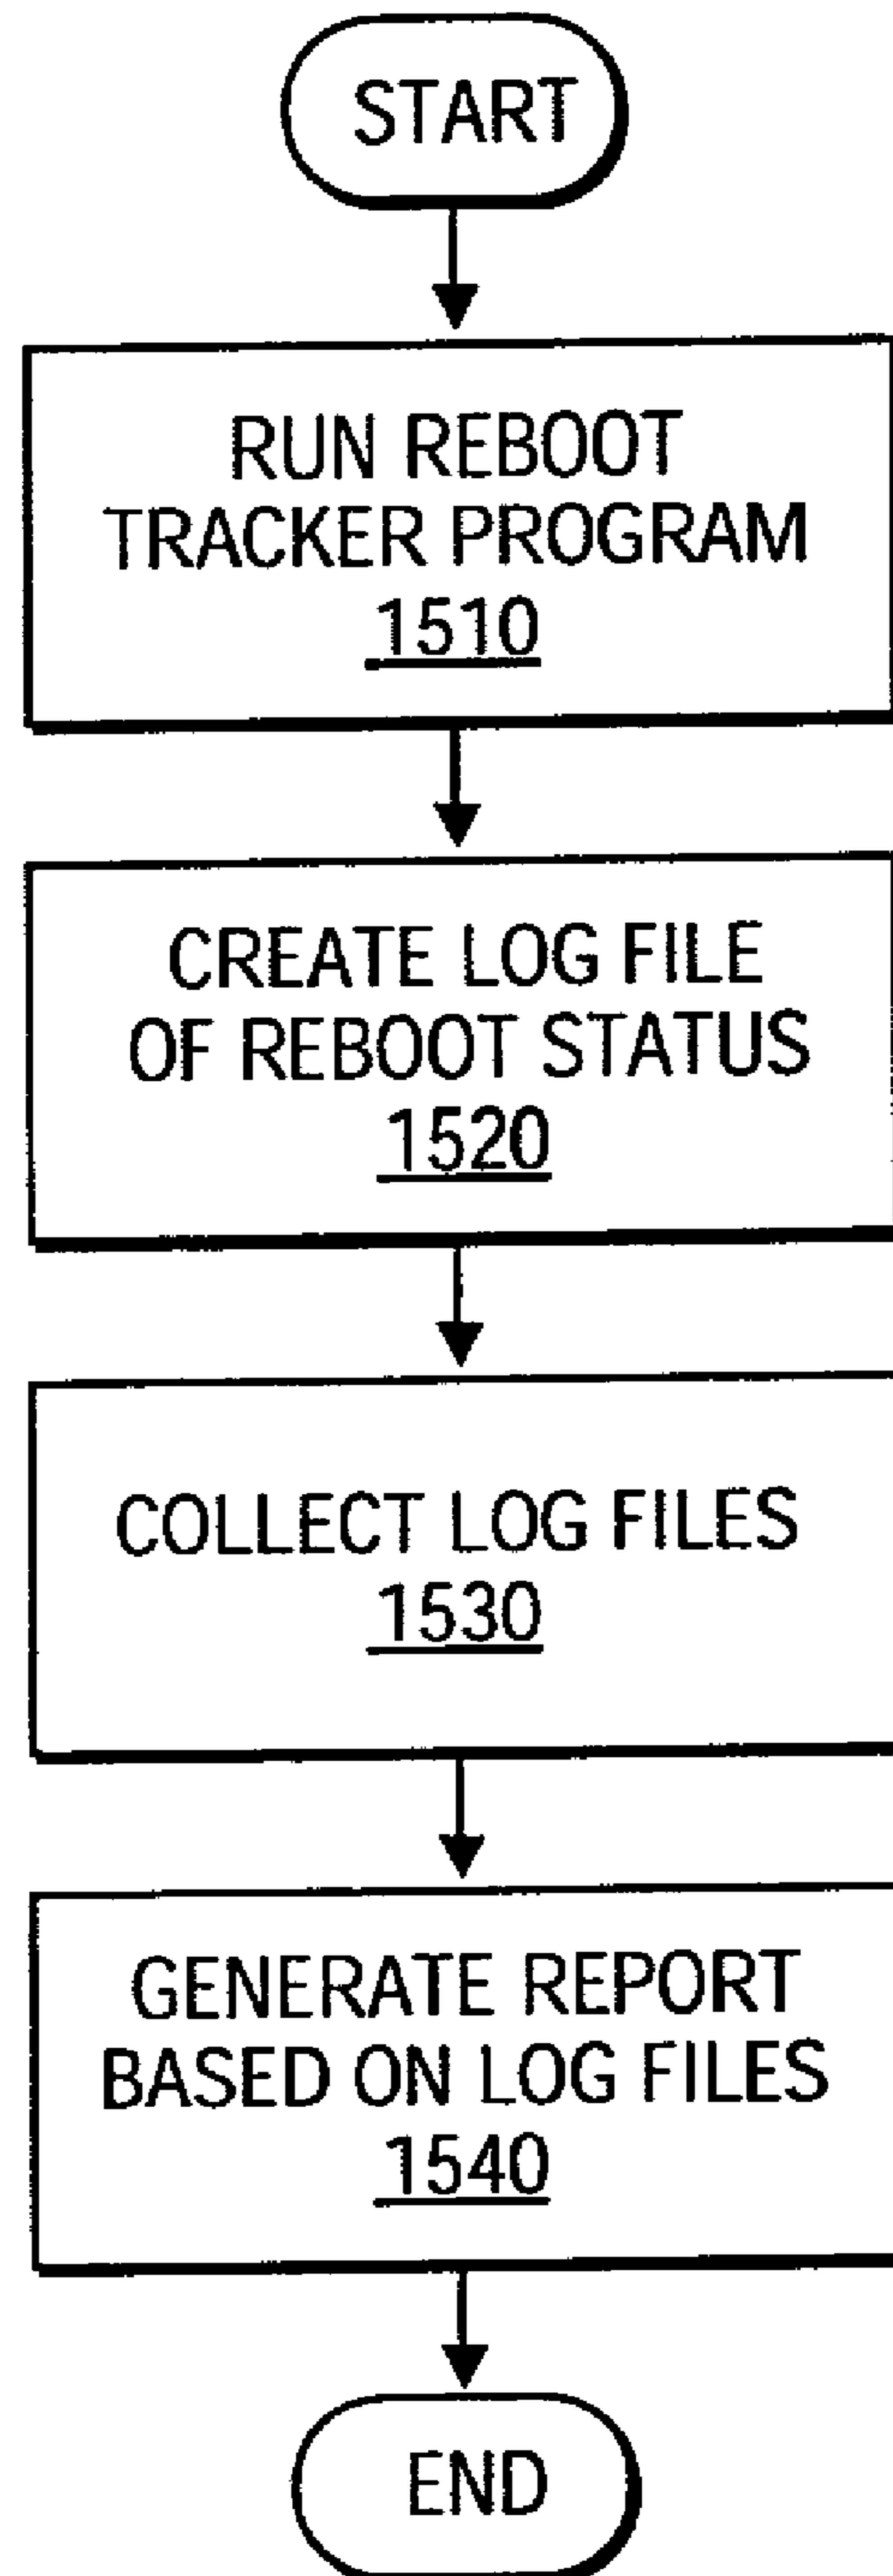 START
RUN REBOOT
TRACKER PROGRAM
1510
CREATE LOG FILE
OF REBOOT STATUS
1520
COLLECT LOG FILES
1530
GENERATE REPORT
BASED ON LOG FILES
1540
END